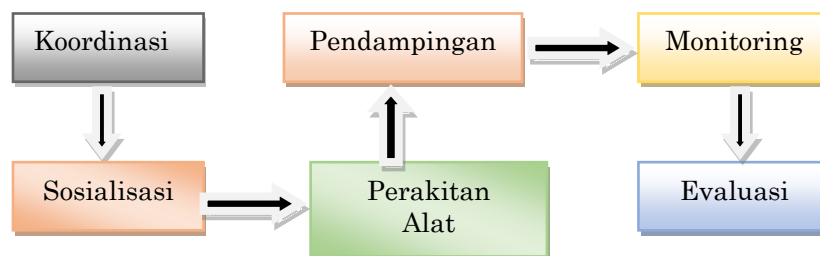 Koordinasi
Pendampingan
Monitoring
Sosialisasi
Perakitan
Alat
Evaluasi